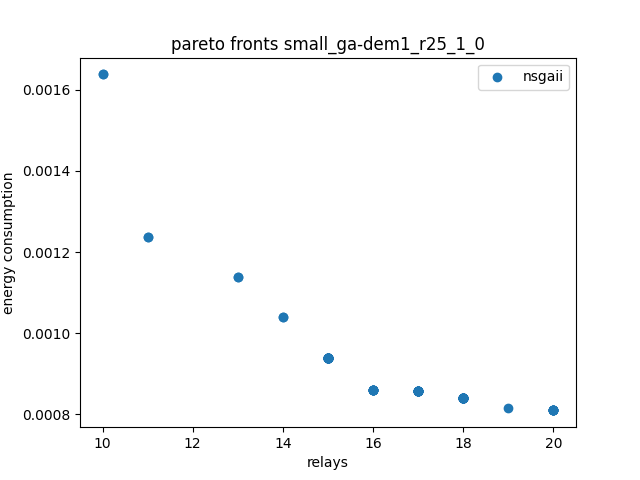 pareto fronts small_ga-dem1_r25_1_0
nsgaii
0.0016
0.0014
0.0012
0.0010
0.0008
energy consumption
10 12 14 16 18 20
relays